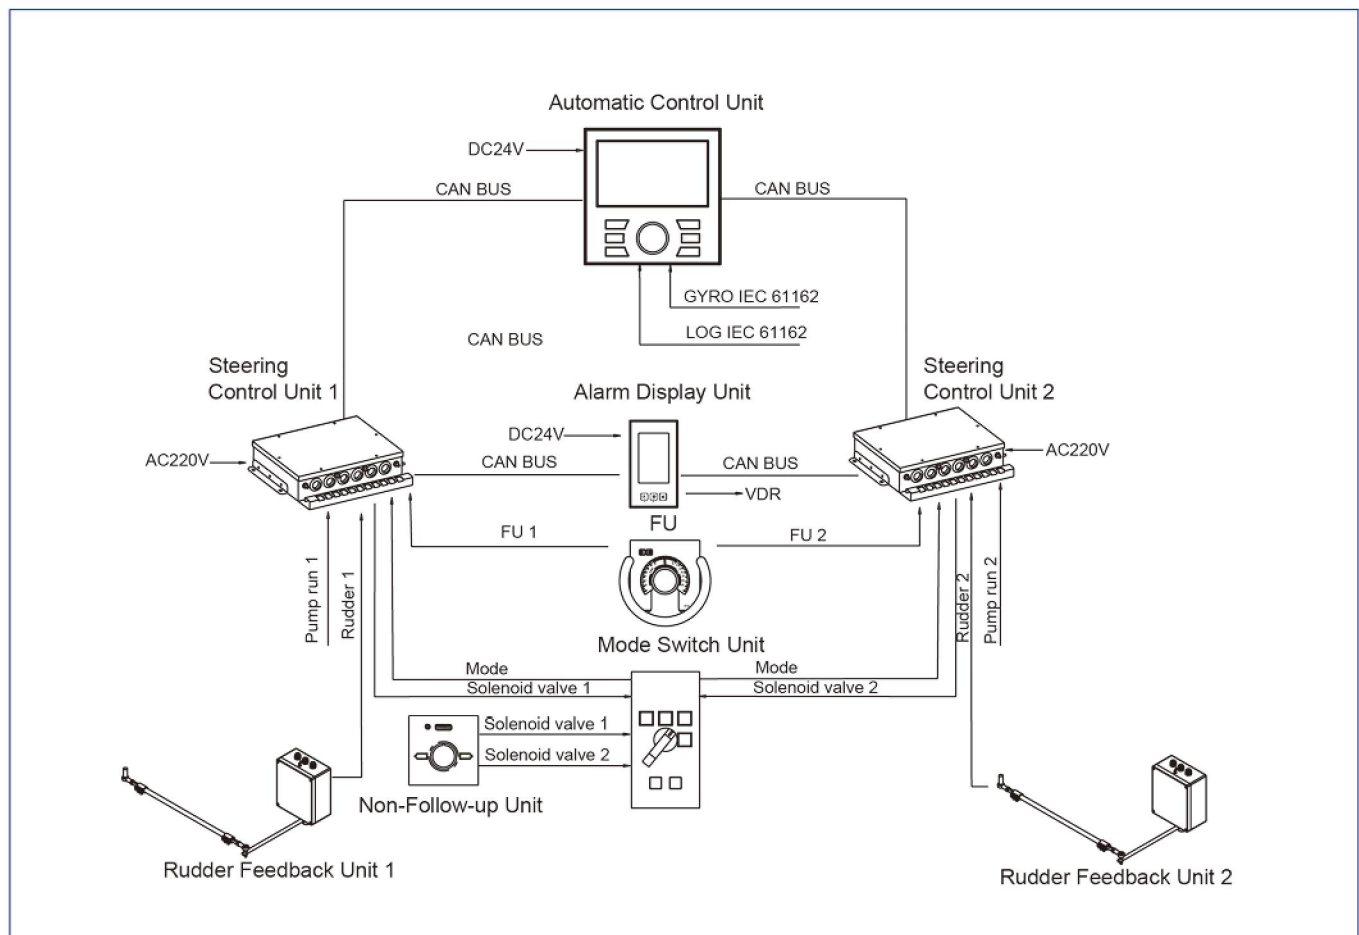 Automatic Control Unit
DC24V
CAN BUS
CAN BUS
GYRO IEC 61162
LOG IEC 61162
CAN BUS
Steering
Control Unit 1
Alarm Display Unit
Steering
Control Unit 2
DC24V
AC220V
CAN BUS
CAN BUS
AC220V
VDR
FU
FU 1
FU 2
Pump run 1
Rudder 1
Rudder 2
Pump run 2
Mode Switch Unit
Mode
Mode
Solenoid valve 1
Solenoid valve 2
Solenoid valve 1
Solenoid valve 2
Non-Follow-up Unit
Rudder Feedback Unit 1
Rudder Feedback Unit 2